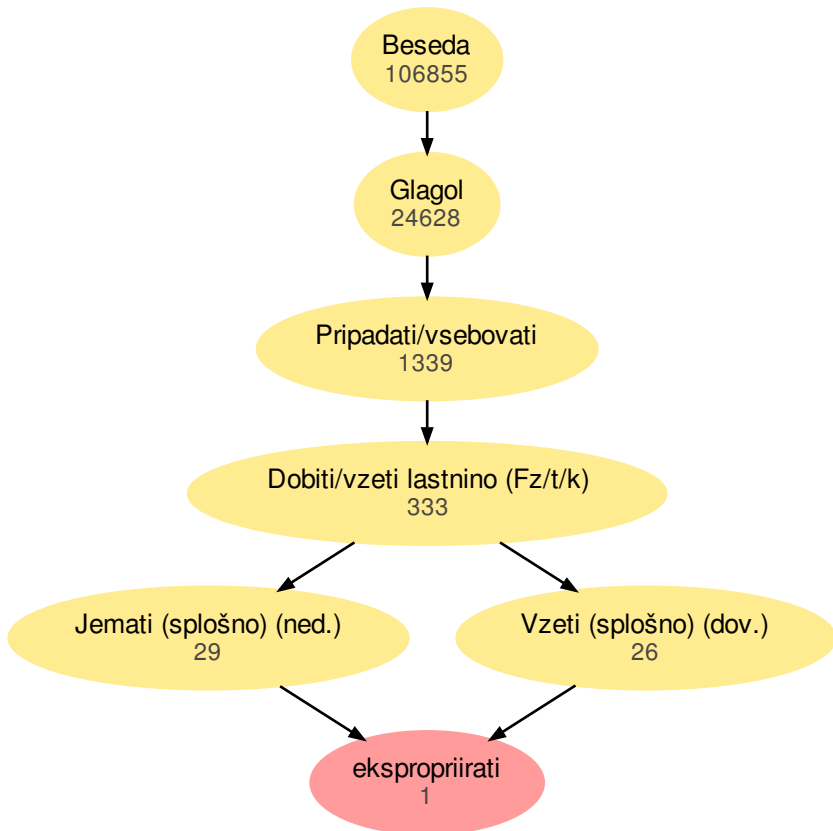 Beseda
106855
Glagol
24628
Pripadati/vsebovati
1339
Dobiti/vzeti lastnino (Fz/t/k)
333
Jemati (splošno) (ned.)
29
Vzeti (splošno) (dov.)
26
ekspropriirati
1